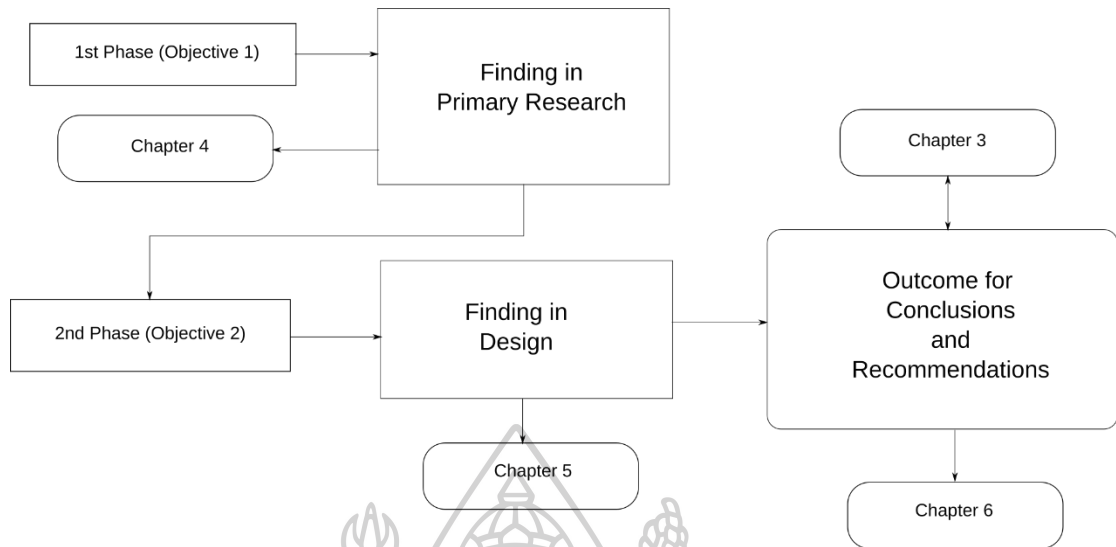 1st Phase (Objective 1)
Finding in
Primary Research
Chapter 4
Chapter 3
2nd Phase (Objective 2)
Finding in
Design
Outcome for
Conclusions
and
Recommendations
Chapter 5
Chapter 6